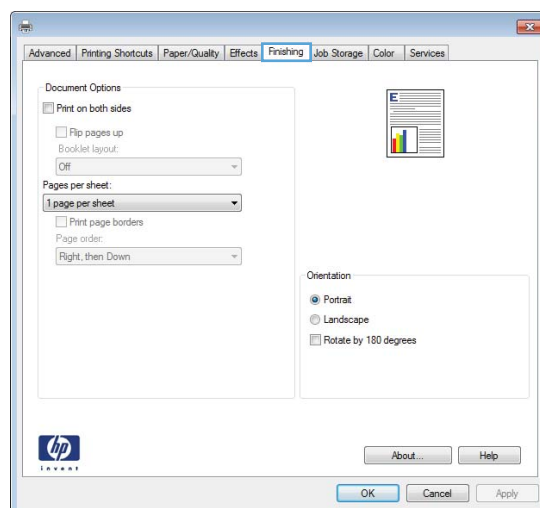 Advanced Printing Shortcuts Paper/Quality Effects Finishing Job Storage Color Services
Document Options
Print on both sides
Flip pages up
Booklet layout:
Off
Pages per sheet:
1 page per sheet
Print page borders
Page order:
Right, then Down
E
Orientation
Portrait
Landscape
Rotate by 180 degrees
hp
invent
About... Help
OK Cancel Apply